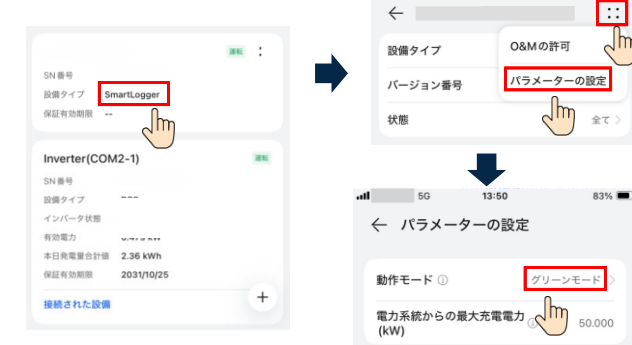 運転
SN 番号
設備タイプ SmartLogger
保証有効期限 --
Inverter(COM2-1) 運転
SN 番号
設備タイプ
インバータ状態
有効電力
本日発電量合計値 2.36 kWh
保証有効期限 2031/10/25
接続された設備
+
設備タイプ
O&Mの許可
バージョン番号
パラメーターの設定
状態 全て >
5G 13:50 83%
← パラメーターの設定
動作モード グリーンモード >
電力系統からの最大充電電力 (kW) 50.000